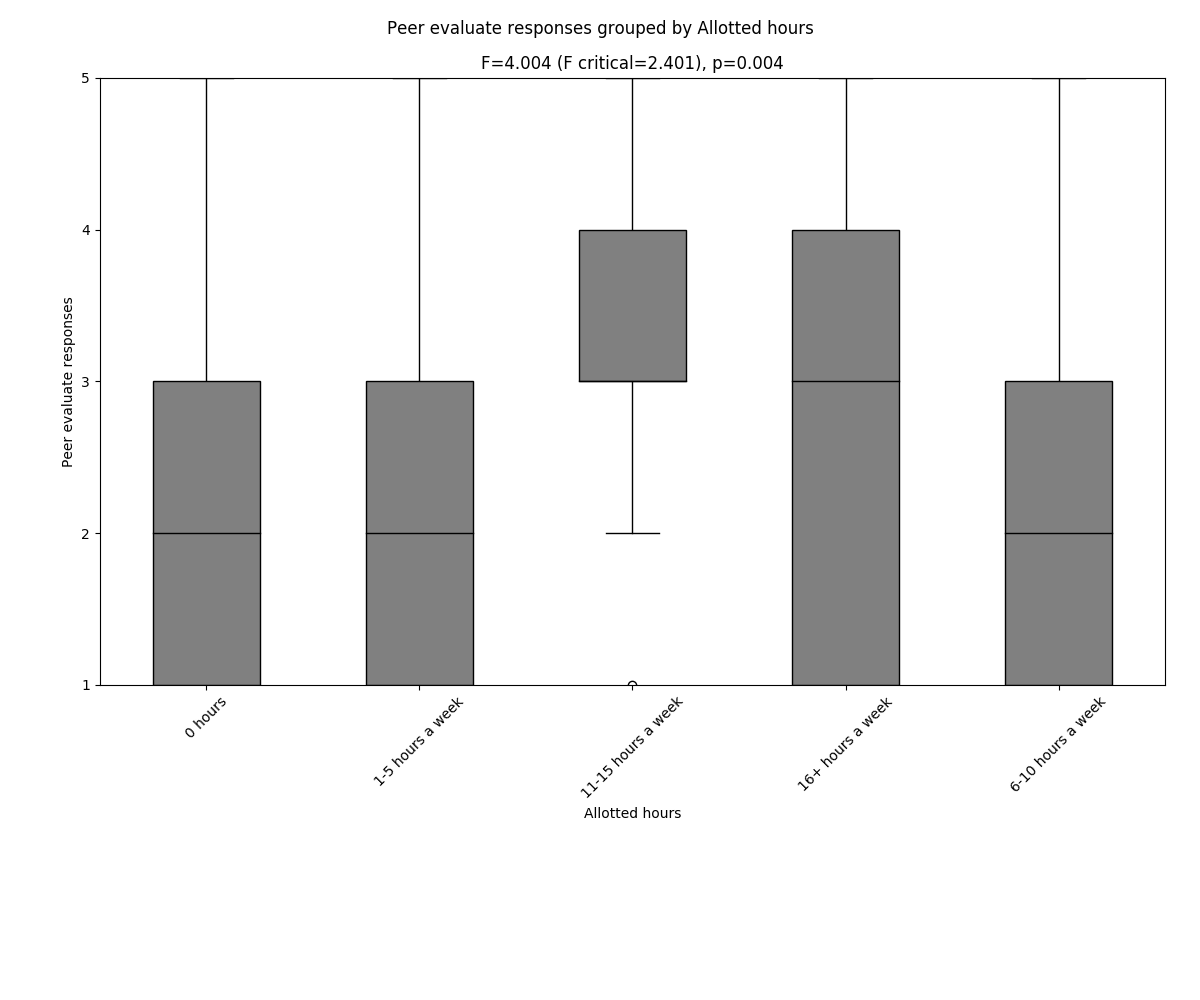 Peer evaluate responses grouped by Allotted hours
F=4.004 (F critical=2.401), p=0.004
5
4
3
2
1
Peer evaluate responses
0 hours
1-5 hours a week
11-15 hours a week
16+ hours a week
6-10 hours a week
Allotted hours